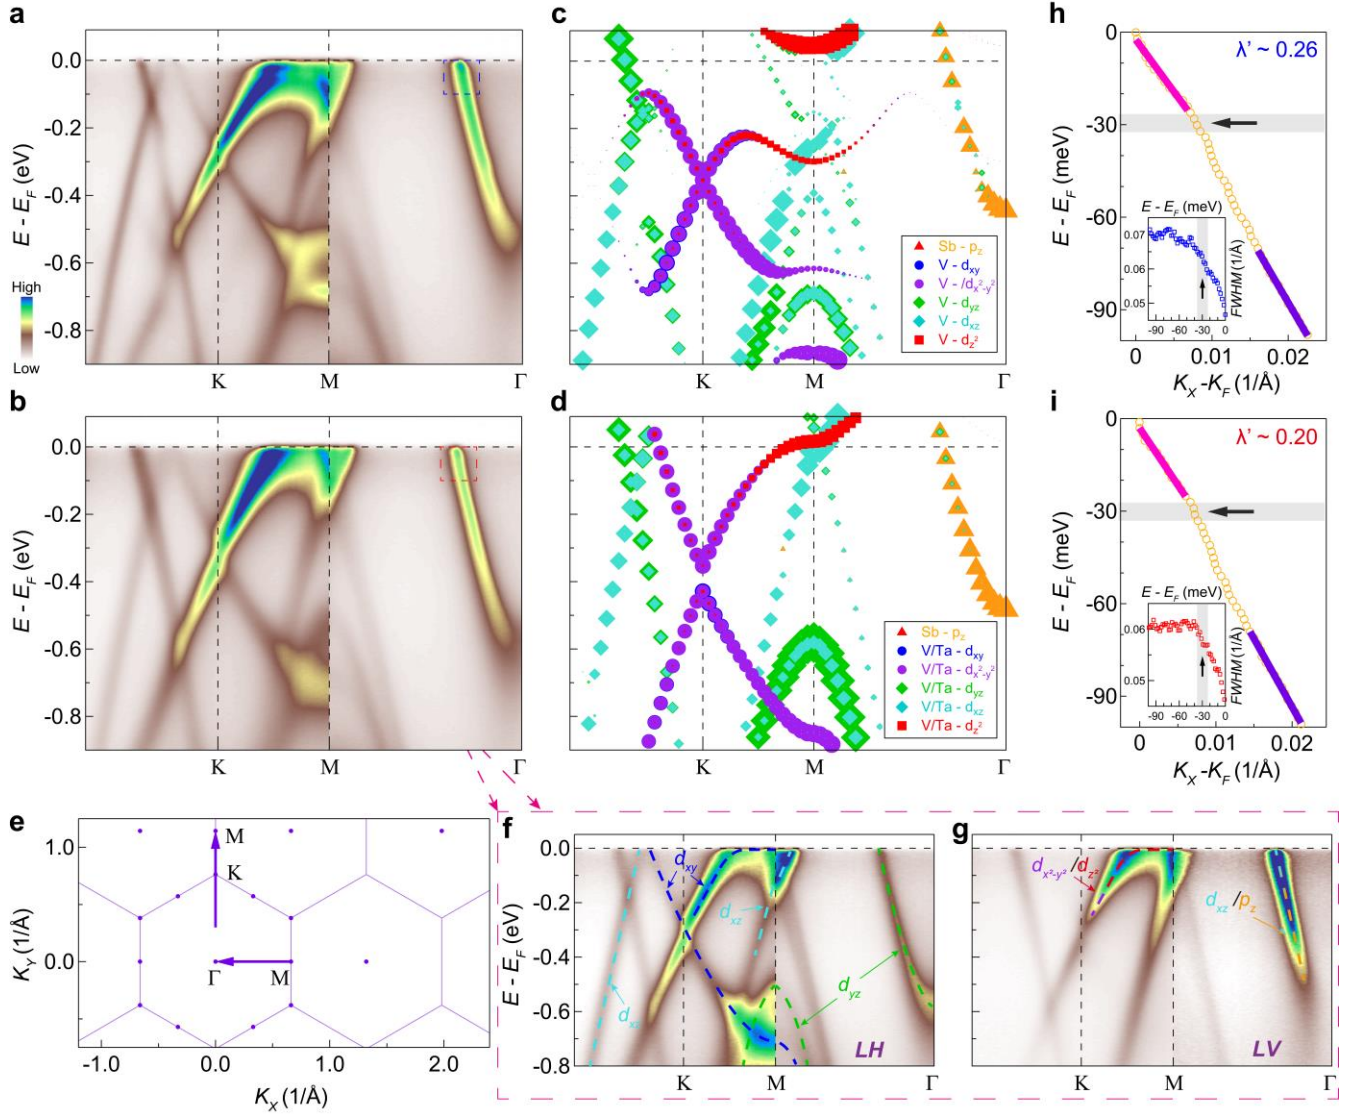 a
E - E_F (eV)
0.0
-0.2
-0.4
-0.6
-0.8
High
Low
K
M
Γ
b
E - E_F (eV)
0.0
-0.2
-0.4
-0.6
-0.8
K
M
Γ
c
Sb - p_z
V - d_xy
V - /d_x²-y²
V - d_yz
V - d_xz
V - d_z²
K
M
Γ
d
Sb - p_z
V/Ta - d_xy
V/Ta - d_x²-y²
V/Ta - d_yz
V/Ta - d_xz
V/Ta - d_z²
K
M
Γ
h
λ' ~ 0.26
E - E_F (meV)
0
-30
-60
-90
E - E_F (meV)
-90
-60
-30
0
0.07
0.06
0.05
FWHM (1/Å)
0
0.01
0.02
K_X - K_F (1/Å)
i
λ' ~ 0.20
E - E_F (meV)
0
-30
-60
-90
E - E_F (meV)
-90
-60
-30
0
0.06
0.05
FWHM (1/Å)
0
0.01
0.02
K_X - K_F (1/Å)
e
K_Y (1/Å)
1.0
0.0
M
K
Γ
M
-1.0
0.0
1.0
2.0
K_X (1/Å)
f
E - E_F (eV)
0.0
-0.2
-0.4
-0.6
-0.8
d_xy
d_xz
d_xz
d_yz
LH
K
M
Γ
g
d_x²-y²/d_z²
d_xz/p_z
LV
K
M
Γ